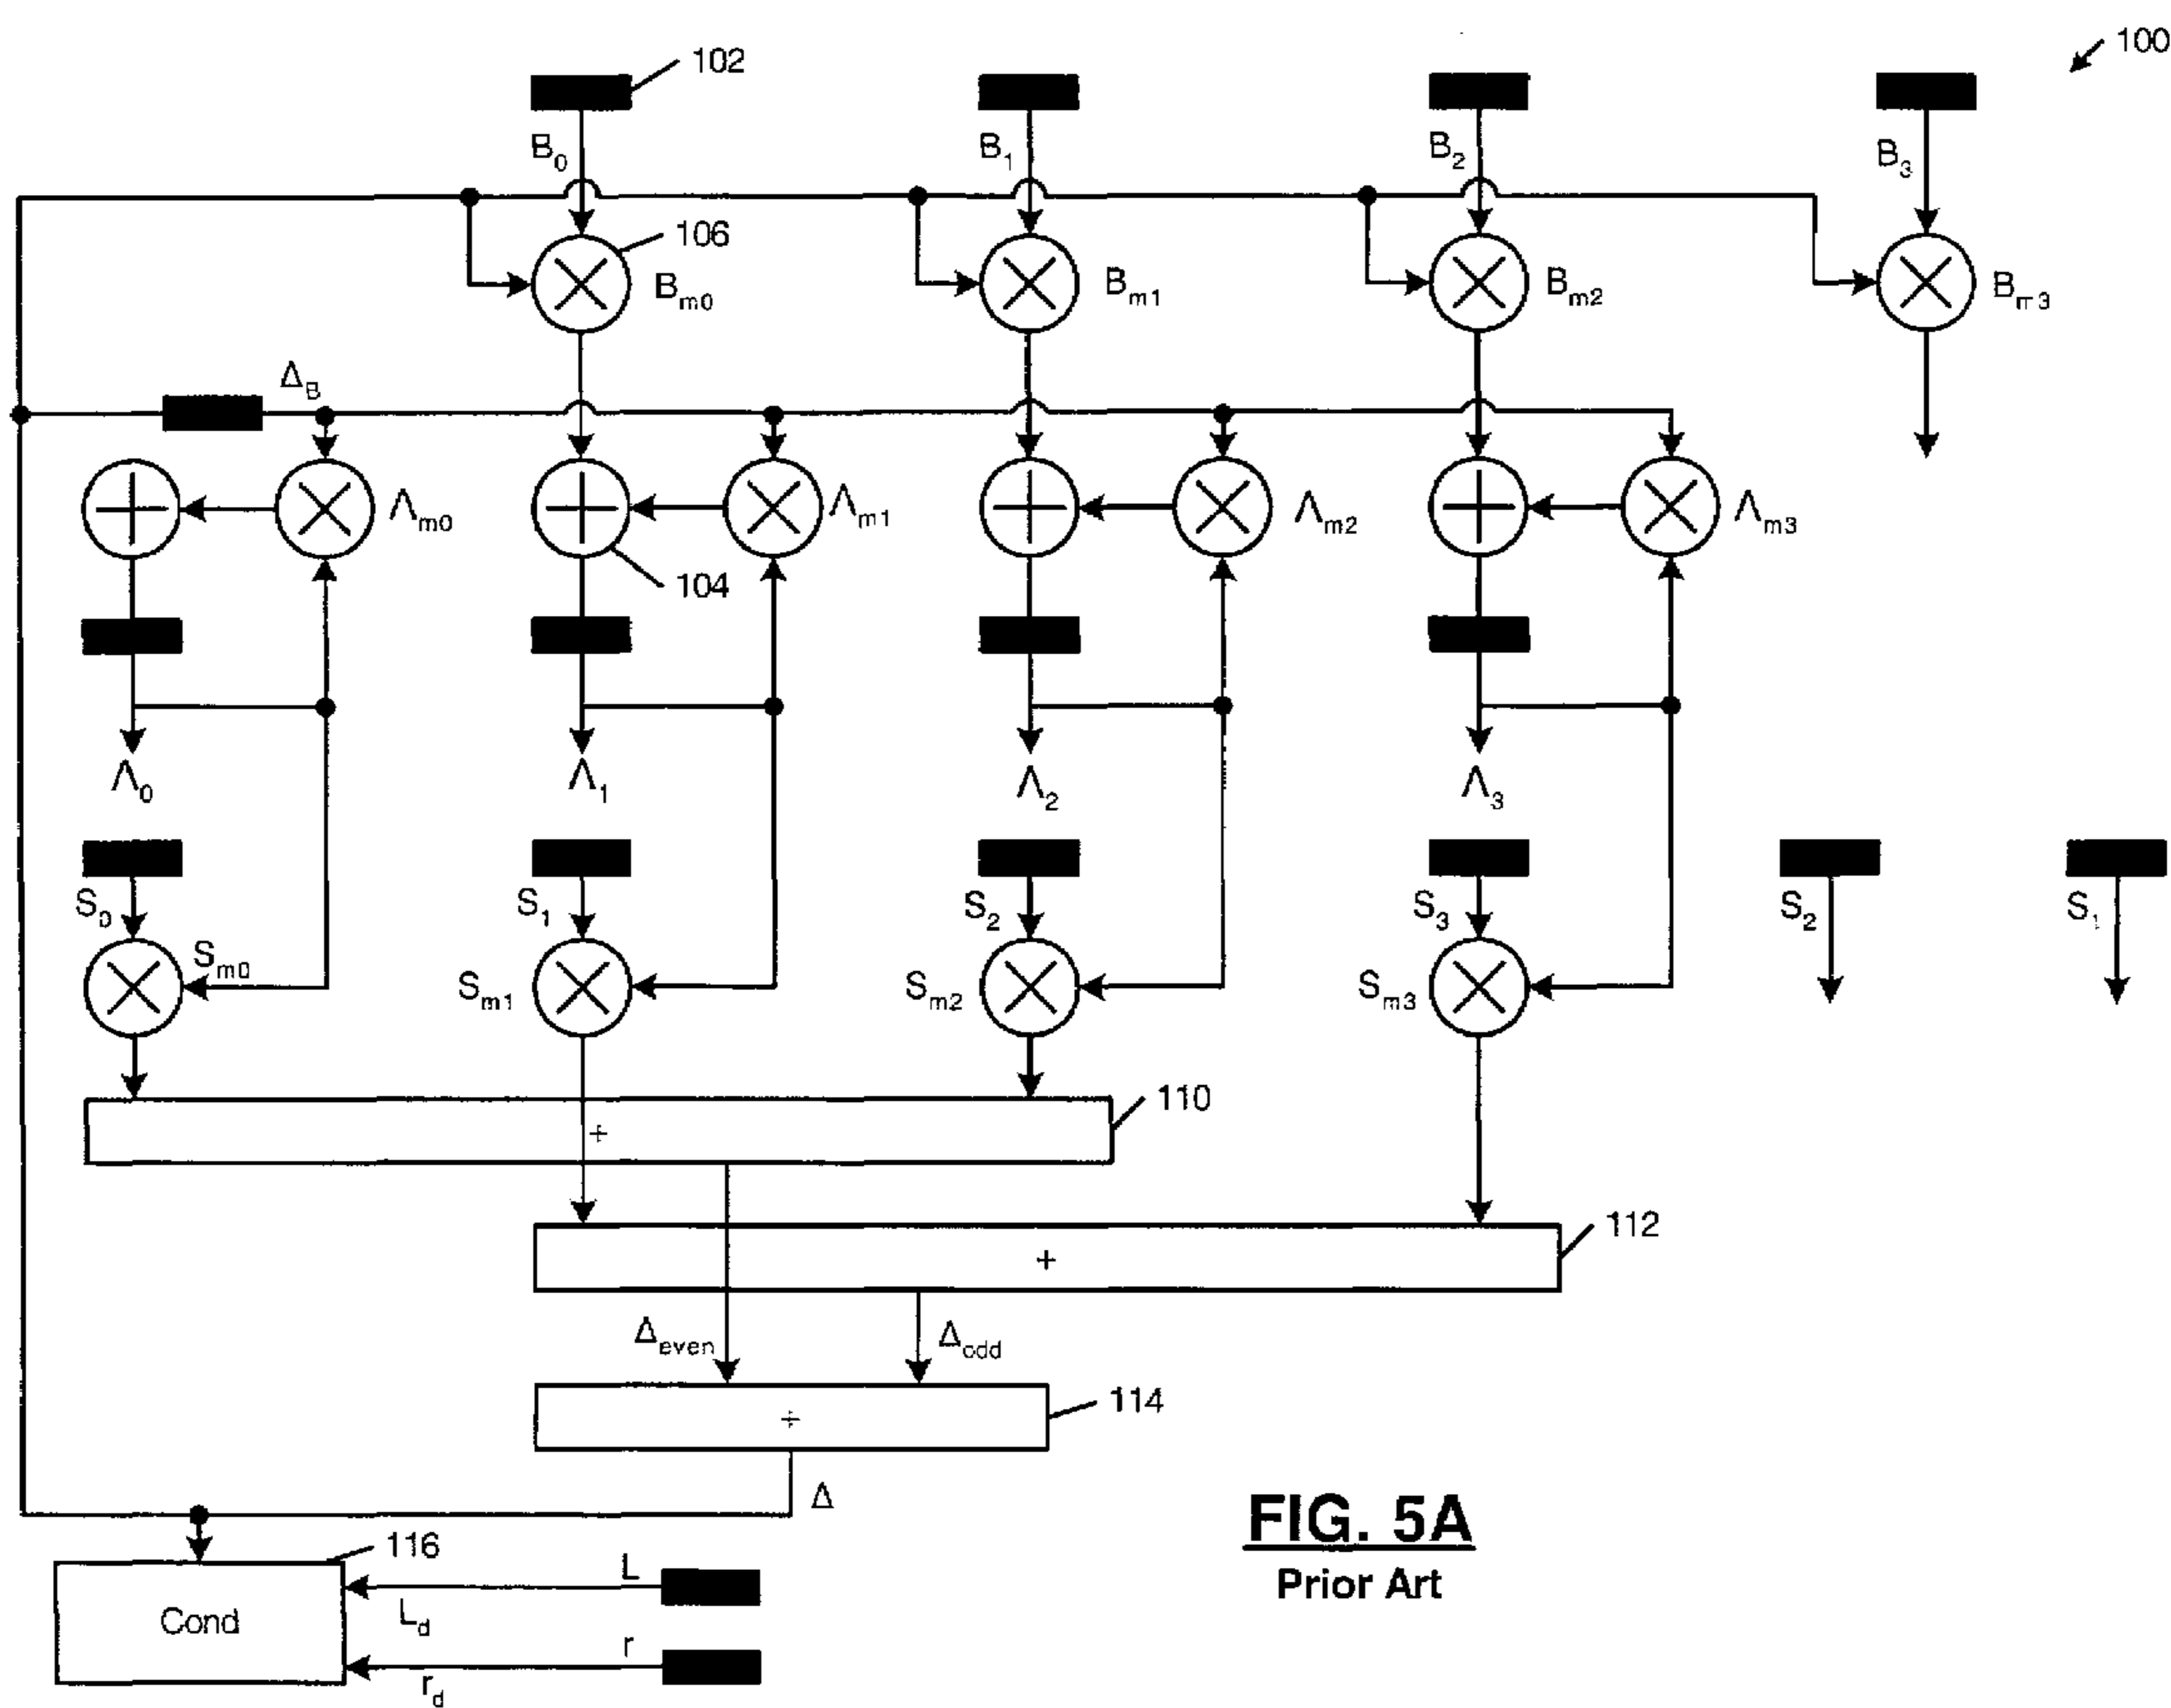 100
102
B0 B1 B2 B3
106
Bm0 Bm1 Bm2 Bm3
ΔB
Λm0 Λm1 Λm2 Λm3
104
Λ0 Λ1 Λ2 Λ3
S0 S1 S2 S3 S2 S1
Sm0 Sm1 Sm2 Sm3
110
+
112
+
Δeven Δodd
114
+
Δ
116
Cond
L
Ld
r
rd
FIG. 5A
Prior Art